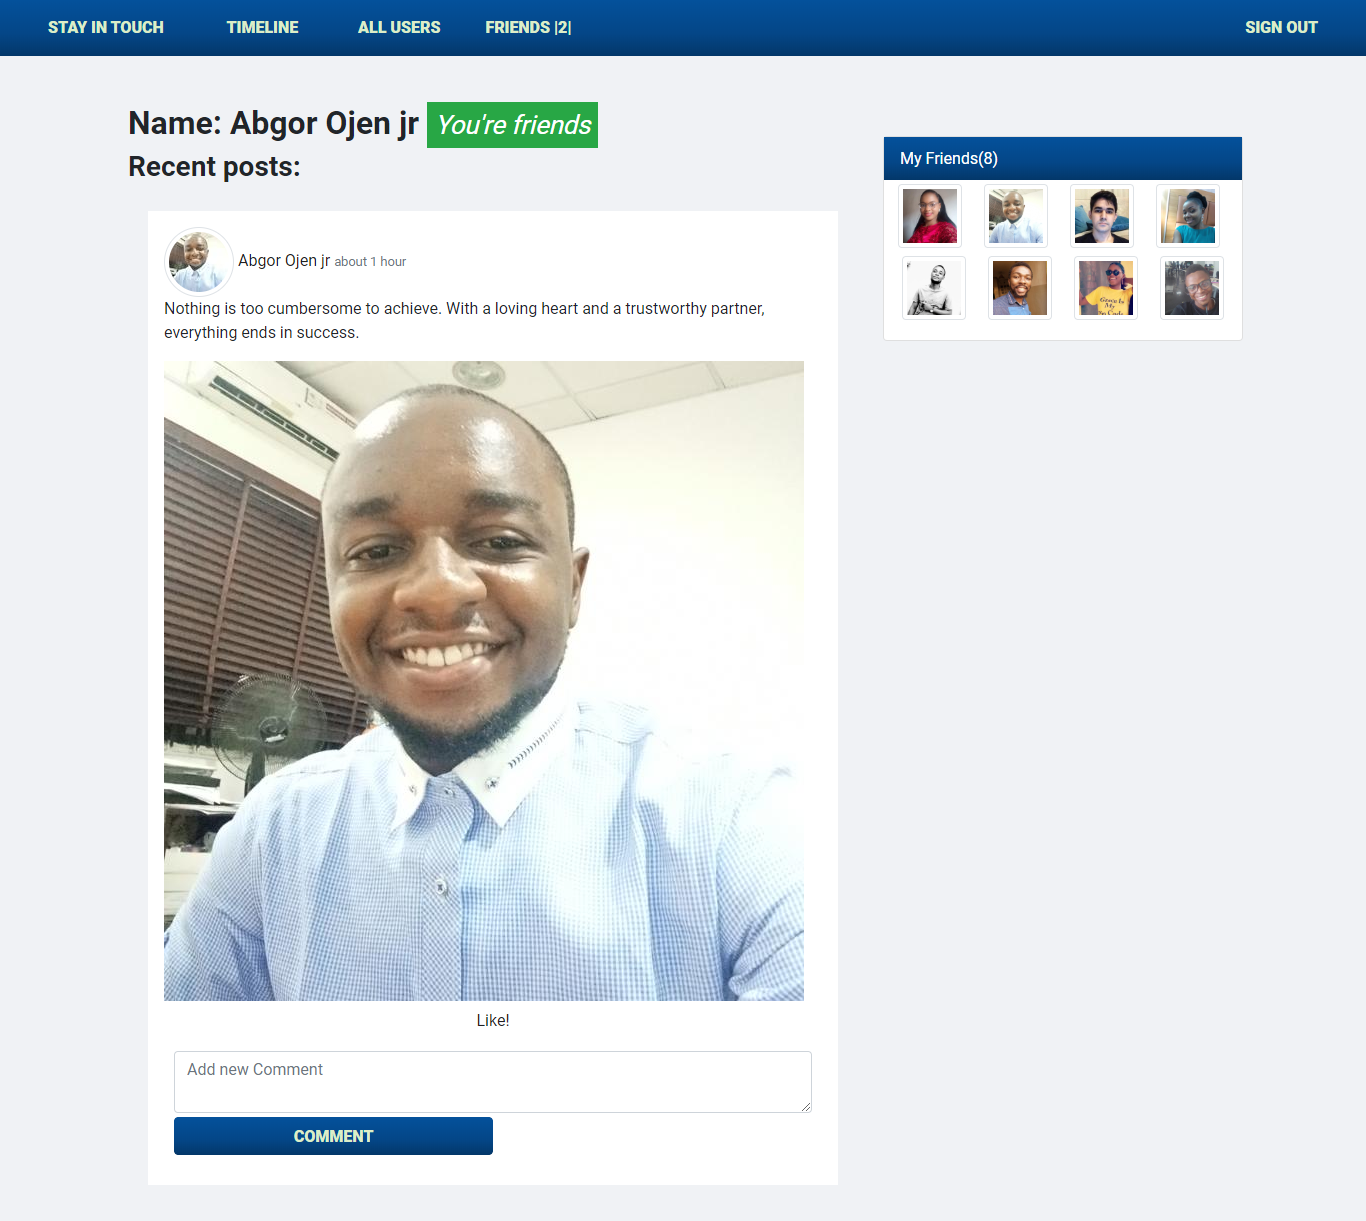 STAY IN TOUCH TIMELINE ALL USERS FRIENDS |2| SIGN OUT
Name: Abgor Ojen jr You're friends
Recent posts:
My Friends(8)
Abgor Ojen jr about 1 hour
Nothing is too cumbersome to achieve. With a loving heart and a trustworthy partner,
everything ends in success.
Like!
Add new Comment
COMMENT